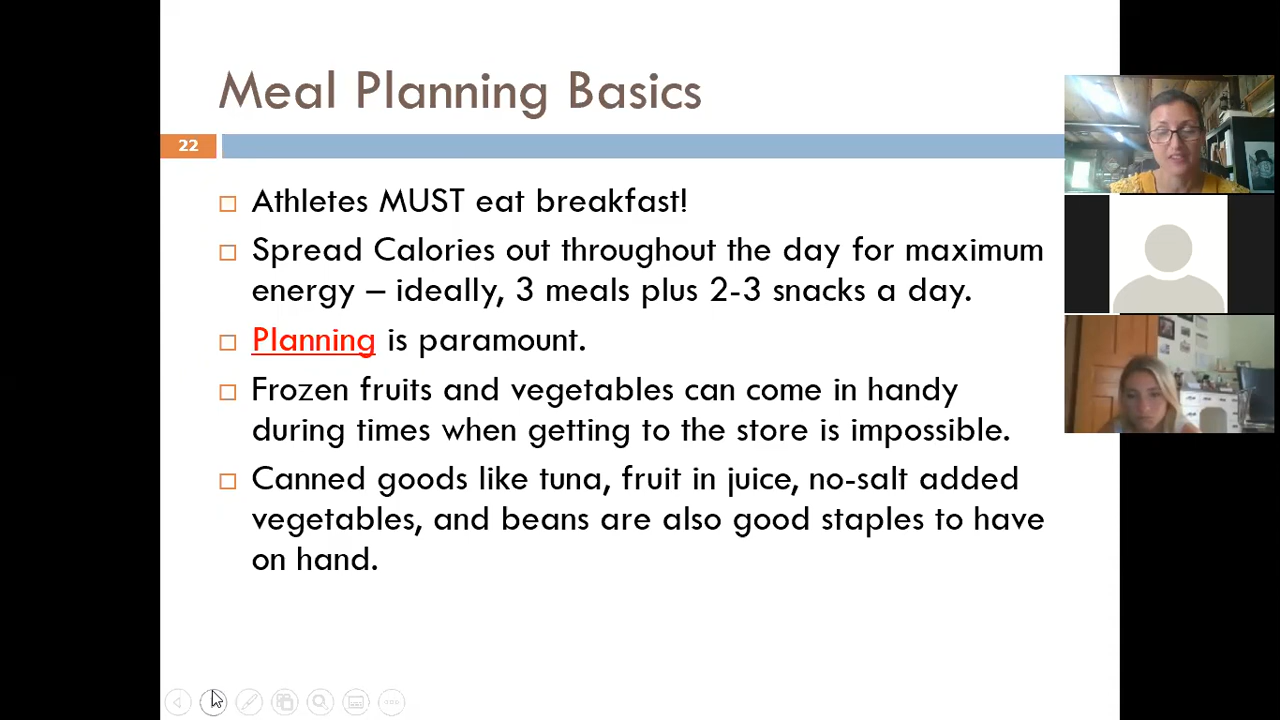 Meal Planning Basics
22
Athletes MUST eat breakfast!
Spread Calories out throughout the day for maximum
energy – ideally, 3 meals plus 2-3 snacks a day.
Planning is paramount.
Frozen fruits and vegetables can come in handy
during times when getting to the store is impossible.
Canned goods like tuna, fruit in juice, no-salt added
vegetables, and beans are also good staples to have
on hand.